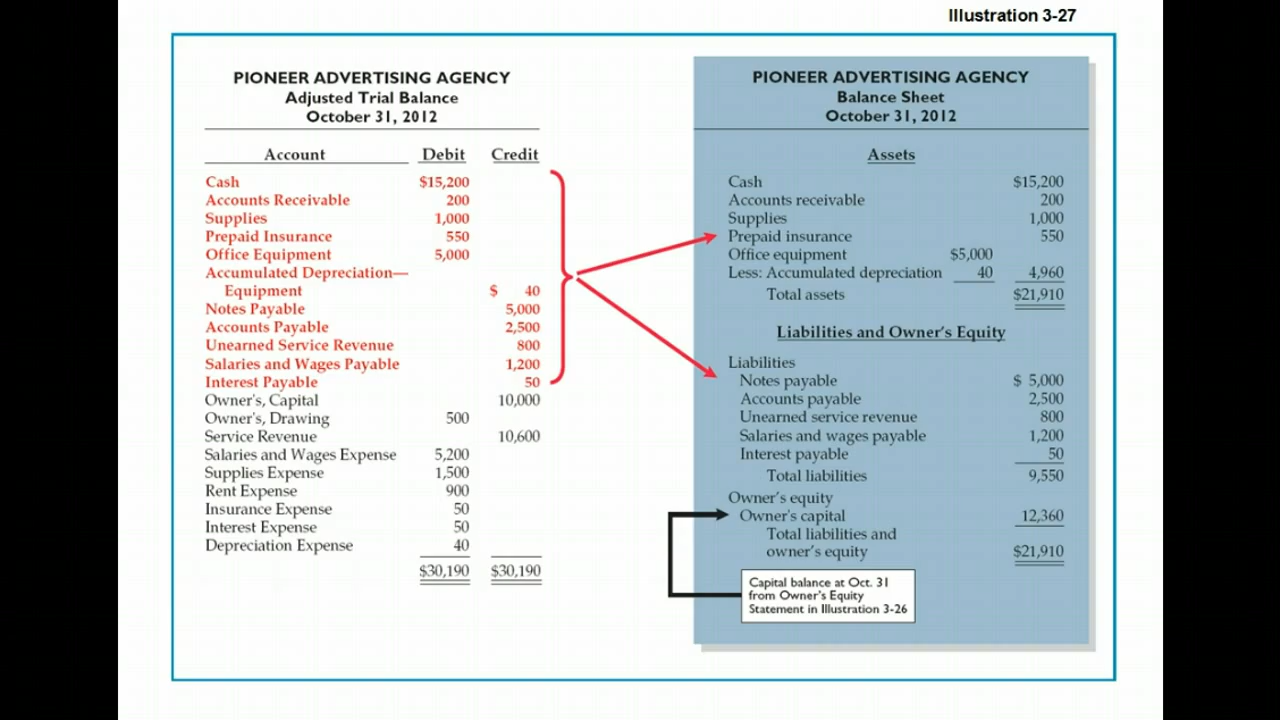 Illustration 3-27
PIONEER ADVERTISING AGENCY
Adjusted Trial Balance
October 31, 2012
Account Debit Credit
Cash $15,200
Accounts Receivable 200
Supplies 1,000
Prepaid Insurance 550
Office Equipment 5,000
Accumulated Depreciation—
Equipment $ 40
Notes Payable 5,000
Accounts Payable 2,500
Unearned Service Revenue 800
Salaries and Wages Payable 1,200
Interest Payable 50
Owner's, Capital 10,000
Owner's, Drawing 500
Service Revenue 10,600
Salaries and Wages Expense 5,200
Supplies Expense 1,500
Rent Expense 900
Insurance Expense 50
Interest Expense 50
Depreciation Expense 40
$30,190 $30,190
PIONEER ADVERTISING AGENCY
Balance Sheet
October 31, 2012
Assets
Cash $15,200
Accounts receivable 200
Supplies 1,000
Prepaid insurance 550
Office equipment $5,000
Less: Accumulated depreciation 40 4,960
Total assets $21,910
Liabilities and Owner's Equity
Liabilities
Notes payable $ 5,000
Accounts payable 2,500
Unearned service revenue 800
Salaries and wages payable 1,200
Interest payable 50
Total liabilities 9,550
Owner's equity
Owner's capital 12,360
Total liabilities and
owner's equity $21,910
Capital balance at Oct. 31
from Owner's Equity
Statement in Illustration 3-26